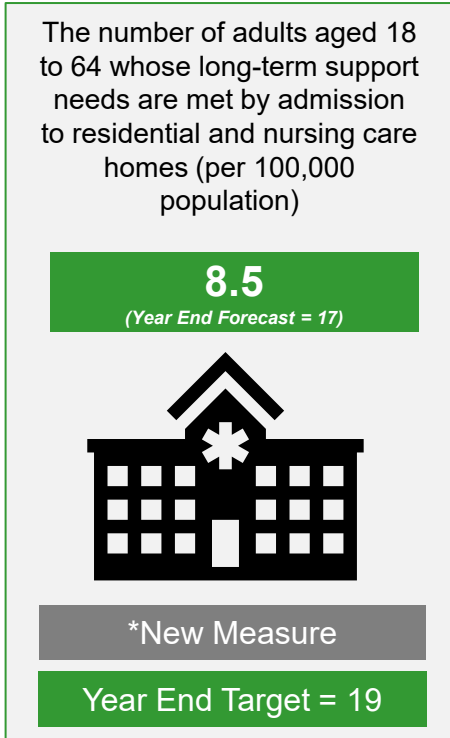 The number of adults aged 18
to 64 whose long-term support
needs are met by admission
to residential and nursing care
homes (per 100,000
population)
8.5
(Year End Forecast = 17)
*New Measure
Year End Target = 19